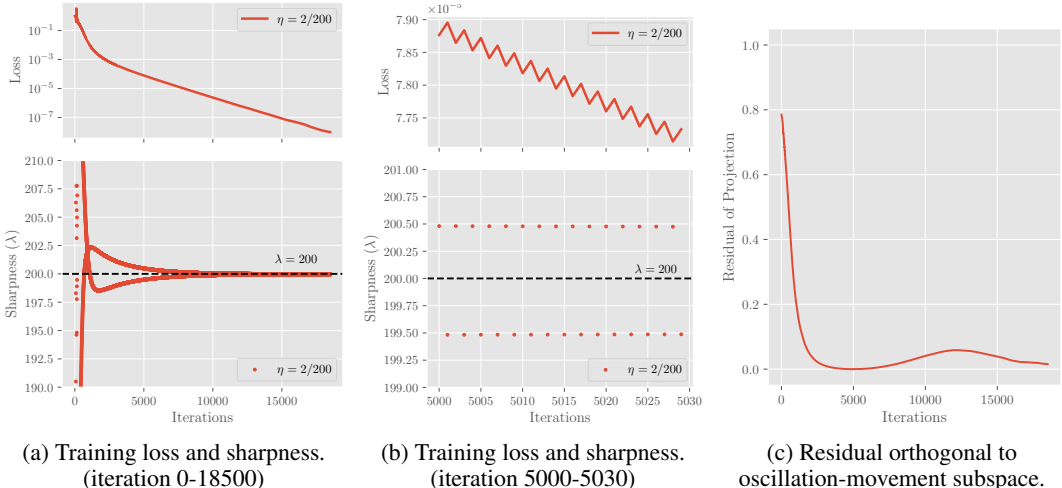 10⁻¹
10⁻³
10⁻⁵
10⁻⁷
Loss
η = 2/200
210.0
207.5
205.0
202.5
200.0
197.5
195.0
192.5
190.0
Sharpness (λ)
λ = 200
η = 2/200
0
5000
10000
15000
Iterations
(a) Training loss and sharpness.
(iteration 0-18500)
7.90
7.85
7.80
7.75
Loss
η = 2/200
201.00
200.75
200.50
200.25
200.00
199.75
199.50
199.25
199.00
Sharpness (λ)
λ = 200
η = 2/200
5000
5005
5010
5015
5020
5025
5030
Iterations
(b) Training loss and sharpness.
(iteration 5000-5030)
1.0
0.8
0.6
0.4
0.2
0.0
Residual of Projection
0
5000
10000
15000
Iterations
(c) Residual orthogonal to
oscillation-movement subspace.